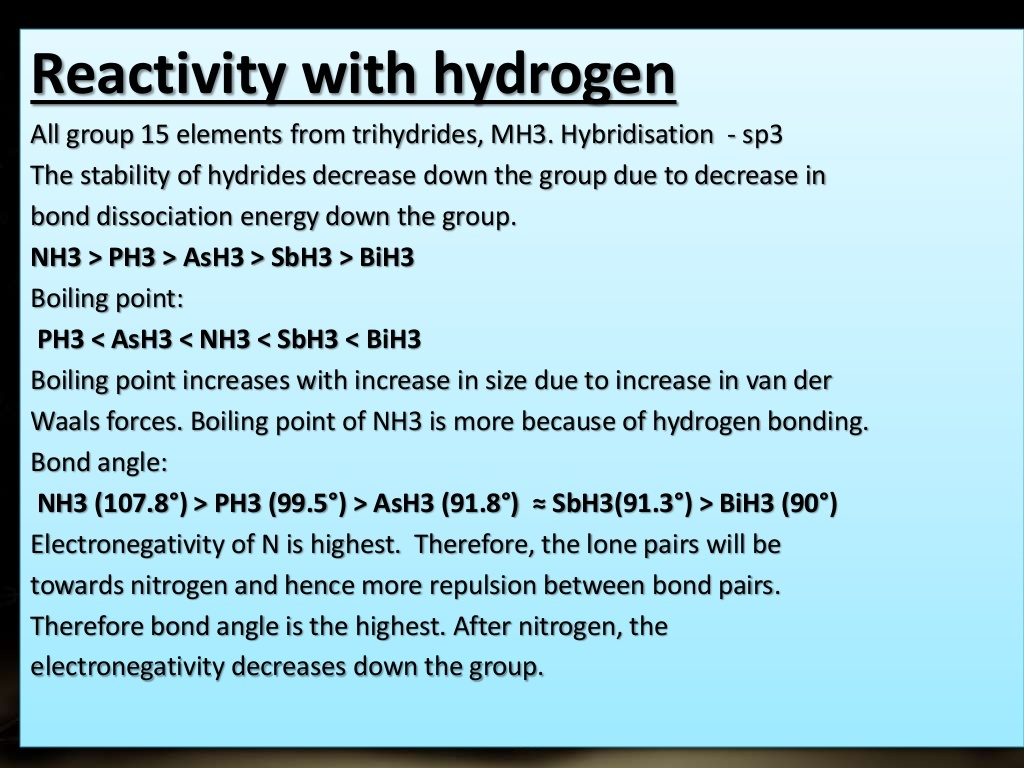 Reactivity with hydrogen
All group 15 elements from trihydrides, MH3. Hybridisation - sp3
The stability of hydrides decrease down the group due to decrease in
bond dissociation energy down the group.
NH3 > PH3 > AsH3 > SbH3 > BiH3
Boiling point:
PH3 < AsH3 < NH3 < SbH3 < BiH3
Boiling point increases with increase in size due to increase in van der
Waals forces. Boiling point of NH3 is more because of hydrogen bonding.
Bond angle:
NH3 (107.8°) > PH3 (99.5°) > AsH3 (91.8°) ≈ SbH3(91.3°) > BiH3 (90°)
Electronegativity of N is highest. Therefore, the lone pairs will be
towards nitrogen and hence more repulsion between bond pairs.
Therefore bond angle is the highest. After nitrogen, the
electronegativity decreases down the group.